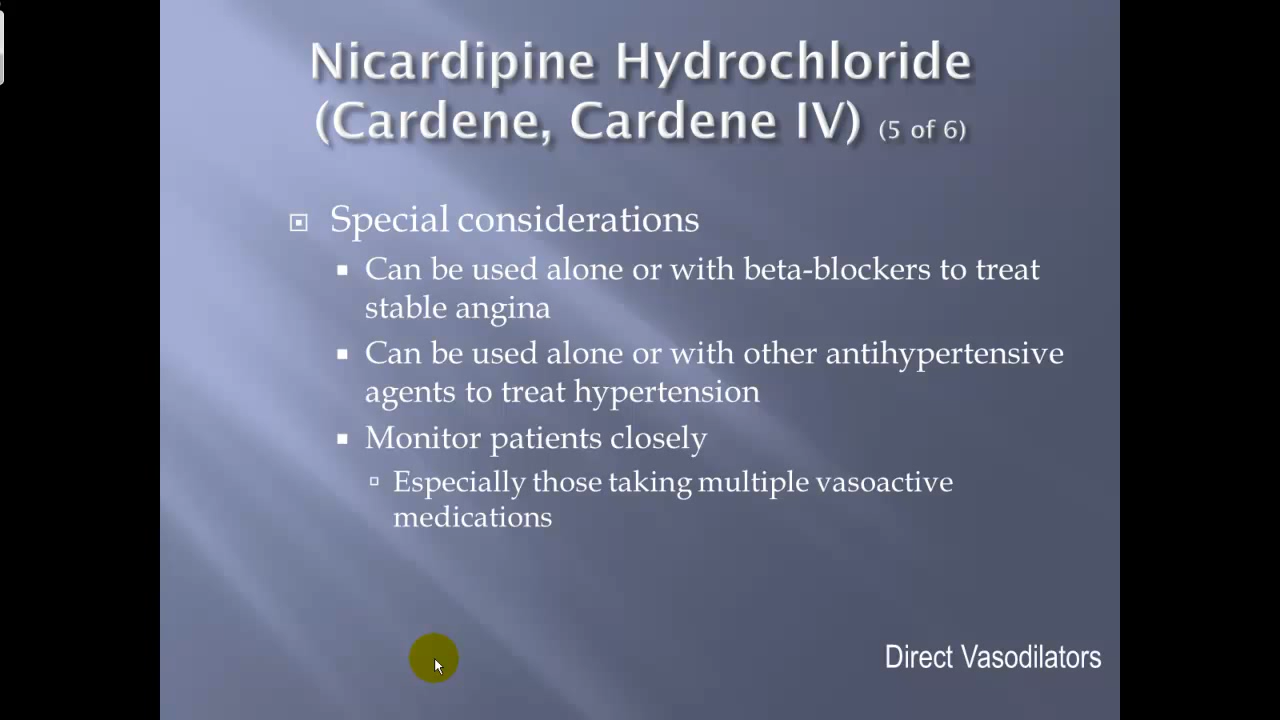 Nicardipine Hydrochloride
(Cardene, Cardene IV) (5 of 6)
Special considerations
Can be used alone or with beta-blockers to treat
stable angina
Can be used alone or with other antihypertensive
agents to treat hypertension
Monitor patients closely
Especially those taking multiple vasoactive
medications
Direct Vasodilators